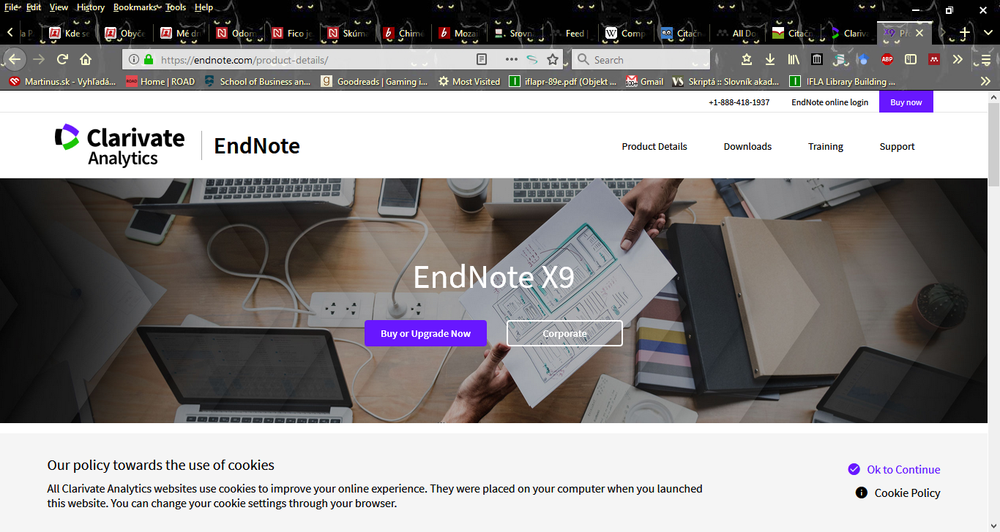 File Edit View History Bookmarks Tools Help
Kde se
Obyče
Mé dr
Odom
Fico je
Skúma
Chime
Mozai
Srovn
Feed |
Comp
Citačn
All Do
Citačn
Clariva
https://endnote.com/product-details/
Search
Martinus.sk - Vyhľadá...
Home | ROAD
School of Business an...
Goodreads | Gaming i...
Most Visited
iflapr-89e.pdf (Objekt ...
Gmail
Skriptá :: Slovník akad...
IFLA Library Building ...
+1-888-418-1937
EndNote online login
Buy now
Clarivate
Analytics
EndNote
Product Details
Downloads
Training
Support
EndNote X9
Buy or Upgrade Now
Corporate
Our policy towards the use of cookies
All Clarivate Analytics websites use cookies to improve your online experience. They were placed on your computer when you launched
this website. You can change your cookie settings through your browser.
Ok to Continue
Cookie Policy